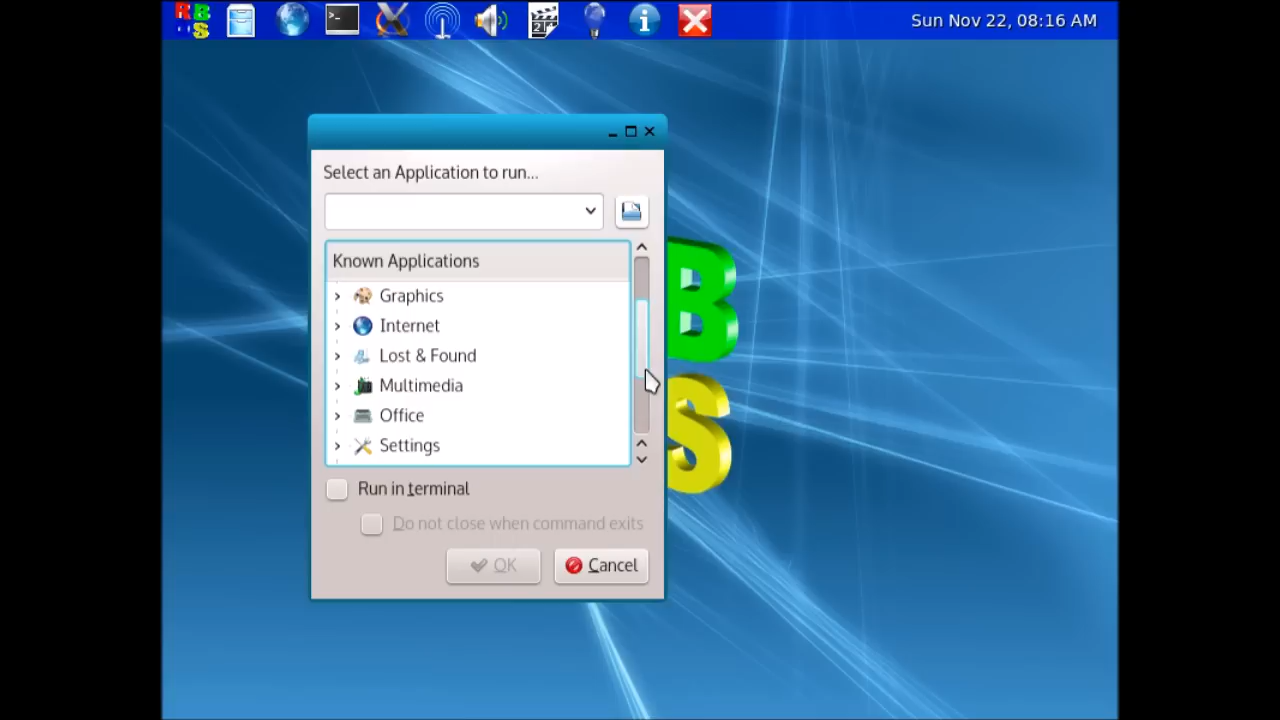 R B
S
>_
21
i
Sun Nov 22, 08:16 AM
Select an Application to run...
Known Applications
Graphics
Internet
Lost & Found
Multimedia
Office
Settings
Run in terminal
Do not close when command exits
OK
Cancel
B
S